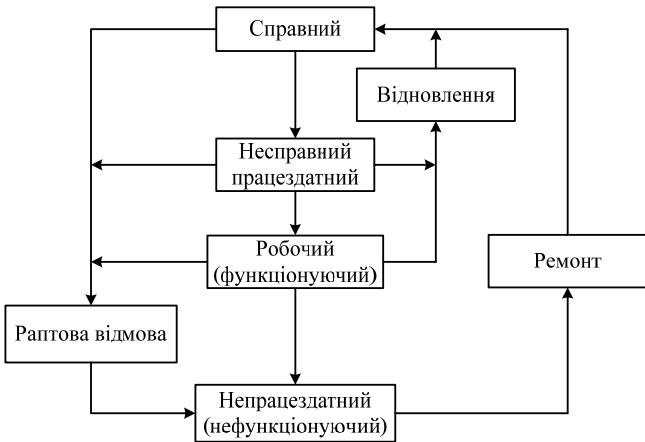 Справний
Відновлення
Несправний
працездатний
Робочий
(функціонуючий)
Ремонт
Раптова відмова
Непрацездатний
(нефункціонуючий)